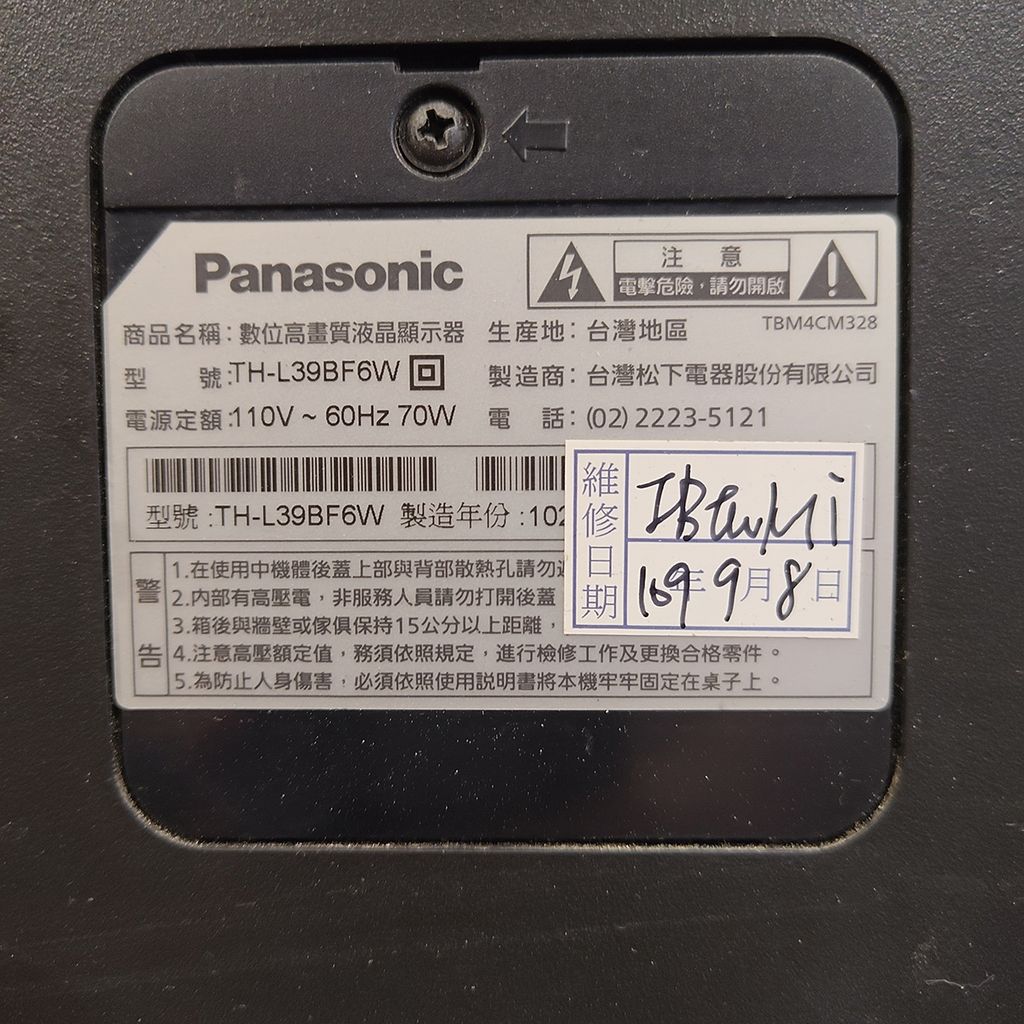 Panasonic
注 意
電擊危險，請勿開啟
TBM4CM328
商品名稱：數位高畫質液晶顯示器
生產地：台灣地區
型 號:TH-L39BF6W
製造商：台灣松下電器股份有限公司
電源定額:110V ~ 60Hz 70W
電 話：(02) 2223-5121
型號 :TH-L39BF6W 製造年份 :102
警告
1.在使用中機體後蓋上部與背部散熱孔請勿
2.內部有高壓電，非服務人員請勿打開後蓋
3.箱後與牆壁或傢俱保持15公分以上距離，
4.注意高壓額定值，務須依照規定，進行檢修工作及更換合格零件。
5.為防止人身傷害，必須依照使用説明書將本機牢牢固定在桌子上。
維修日期
109年9月8日